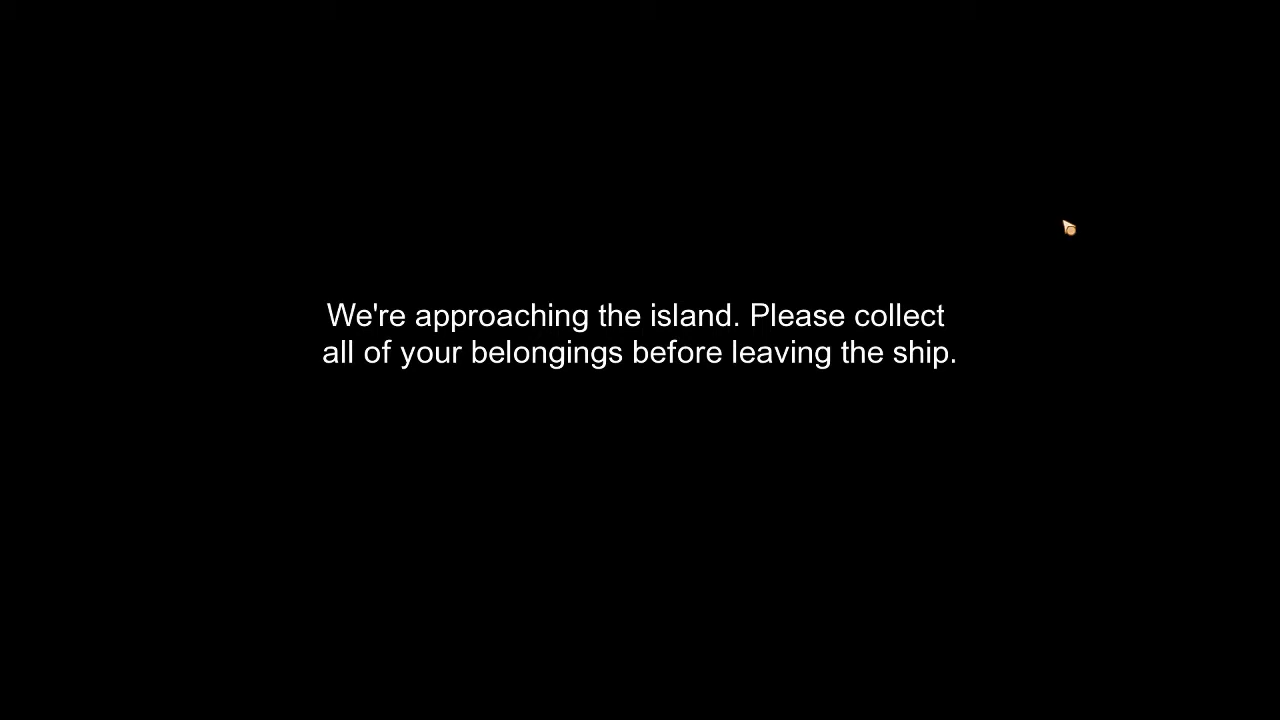 We're approaching the island. Please collect
all of your belongings before leaving the ship.